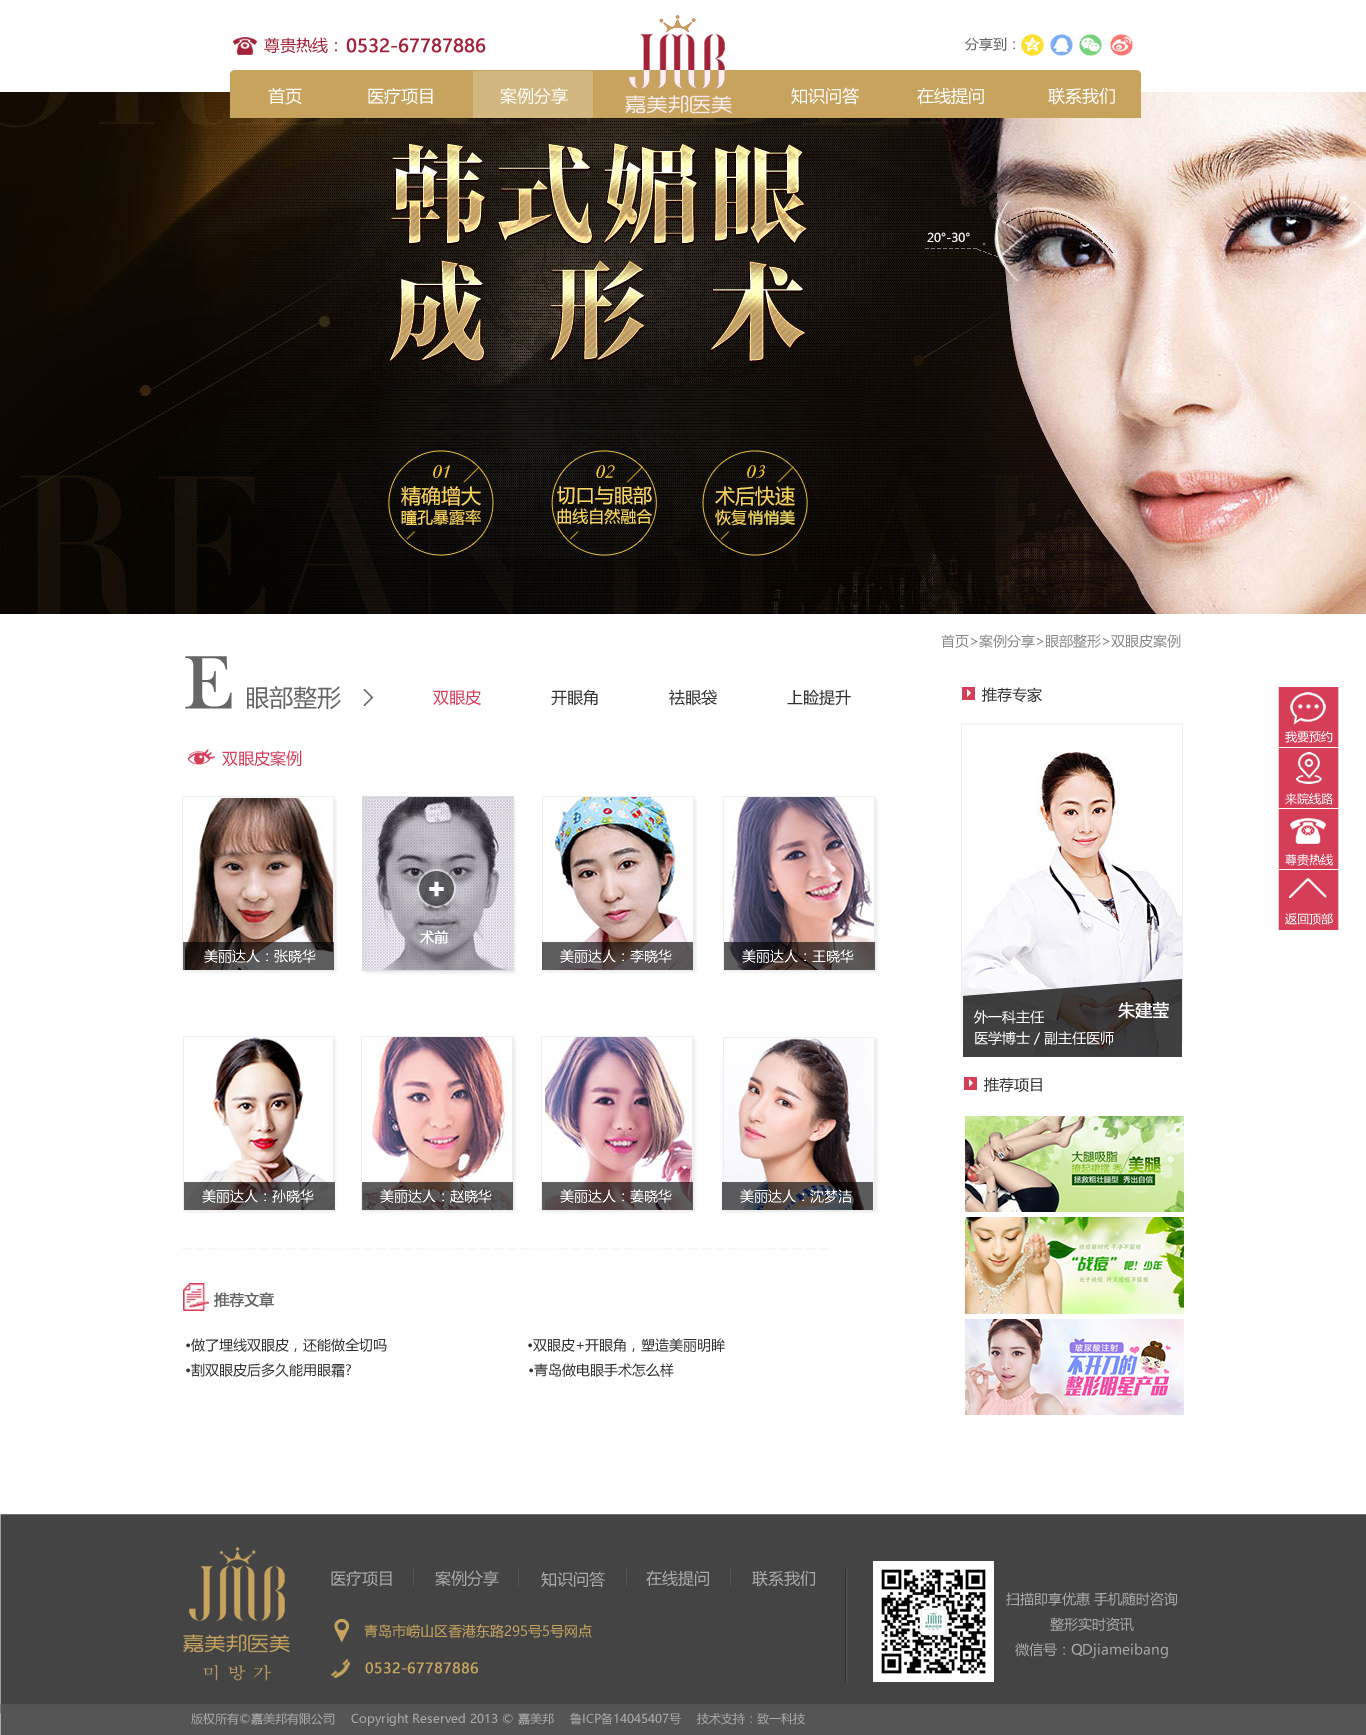 尊贵热线：0532-67787886
分享到：
JMB
嘉美邦医美
首页 医疗项目 案例分享 知识问答 在线提问 联系我们
韩式媚眼
成形术
20°-30°
01
精确增大
瞳孔暴露率
02
切口与眼部
曲线自然融合
03
术后快速
恢复悄悄美
REAN BEA
首页>案例分享>眼部整形>双眼皮案例
E 眼部整形 > 双眼皮 开眼角 祛眼袋 上脸提升
双眼皮案例
美丽达人：张晓华
术前
美丽达人：李晓华
美丽达人：王晓华
美丽达人：孙晓华
美丽达人：赵晓华
美丽达人：姜晓华
美丽达人：沈梦洁
推荐文章
•做了埋线双眼皮，还能做全切吗
•双眼皮+开眼角，塑造美丽明眸
•割双眼皮后多久能用眼霜?
•青岛做电眼手术怎么样
推荐专家
朱建莹
外一科主任
医学博士 / 副主任医师
推荐项目
大腿吸脂
撩起裙摆 秀美腿
拯救粗壮腿型 秀出自信
“战痘”吧！少年
玻尿酸注射
不开刀的
整形明星产品
我要预约
来院线路
尊贵热线
返回顶部
JMB
嘉美邦医美
미 방 가
医疗项目 案例分享 知识问答 在线提问 联系我们
青岛市崂山区香港东路295号5号网点
0532-67787886
扫描即享优惠 手机随时咨询
整形实时资讯
微信号：QDjiameibang
版权所有©嘉美邦有限公司 Copyright Reserved 2013 © 嘉美邦 鲁ICP备14045407号 技术支持：致一科技